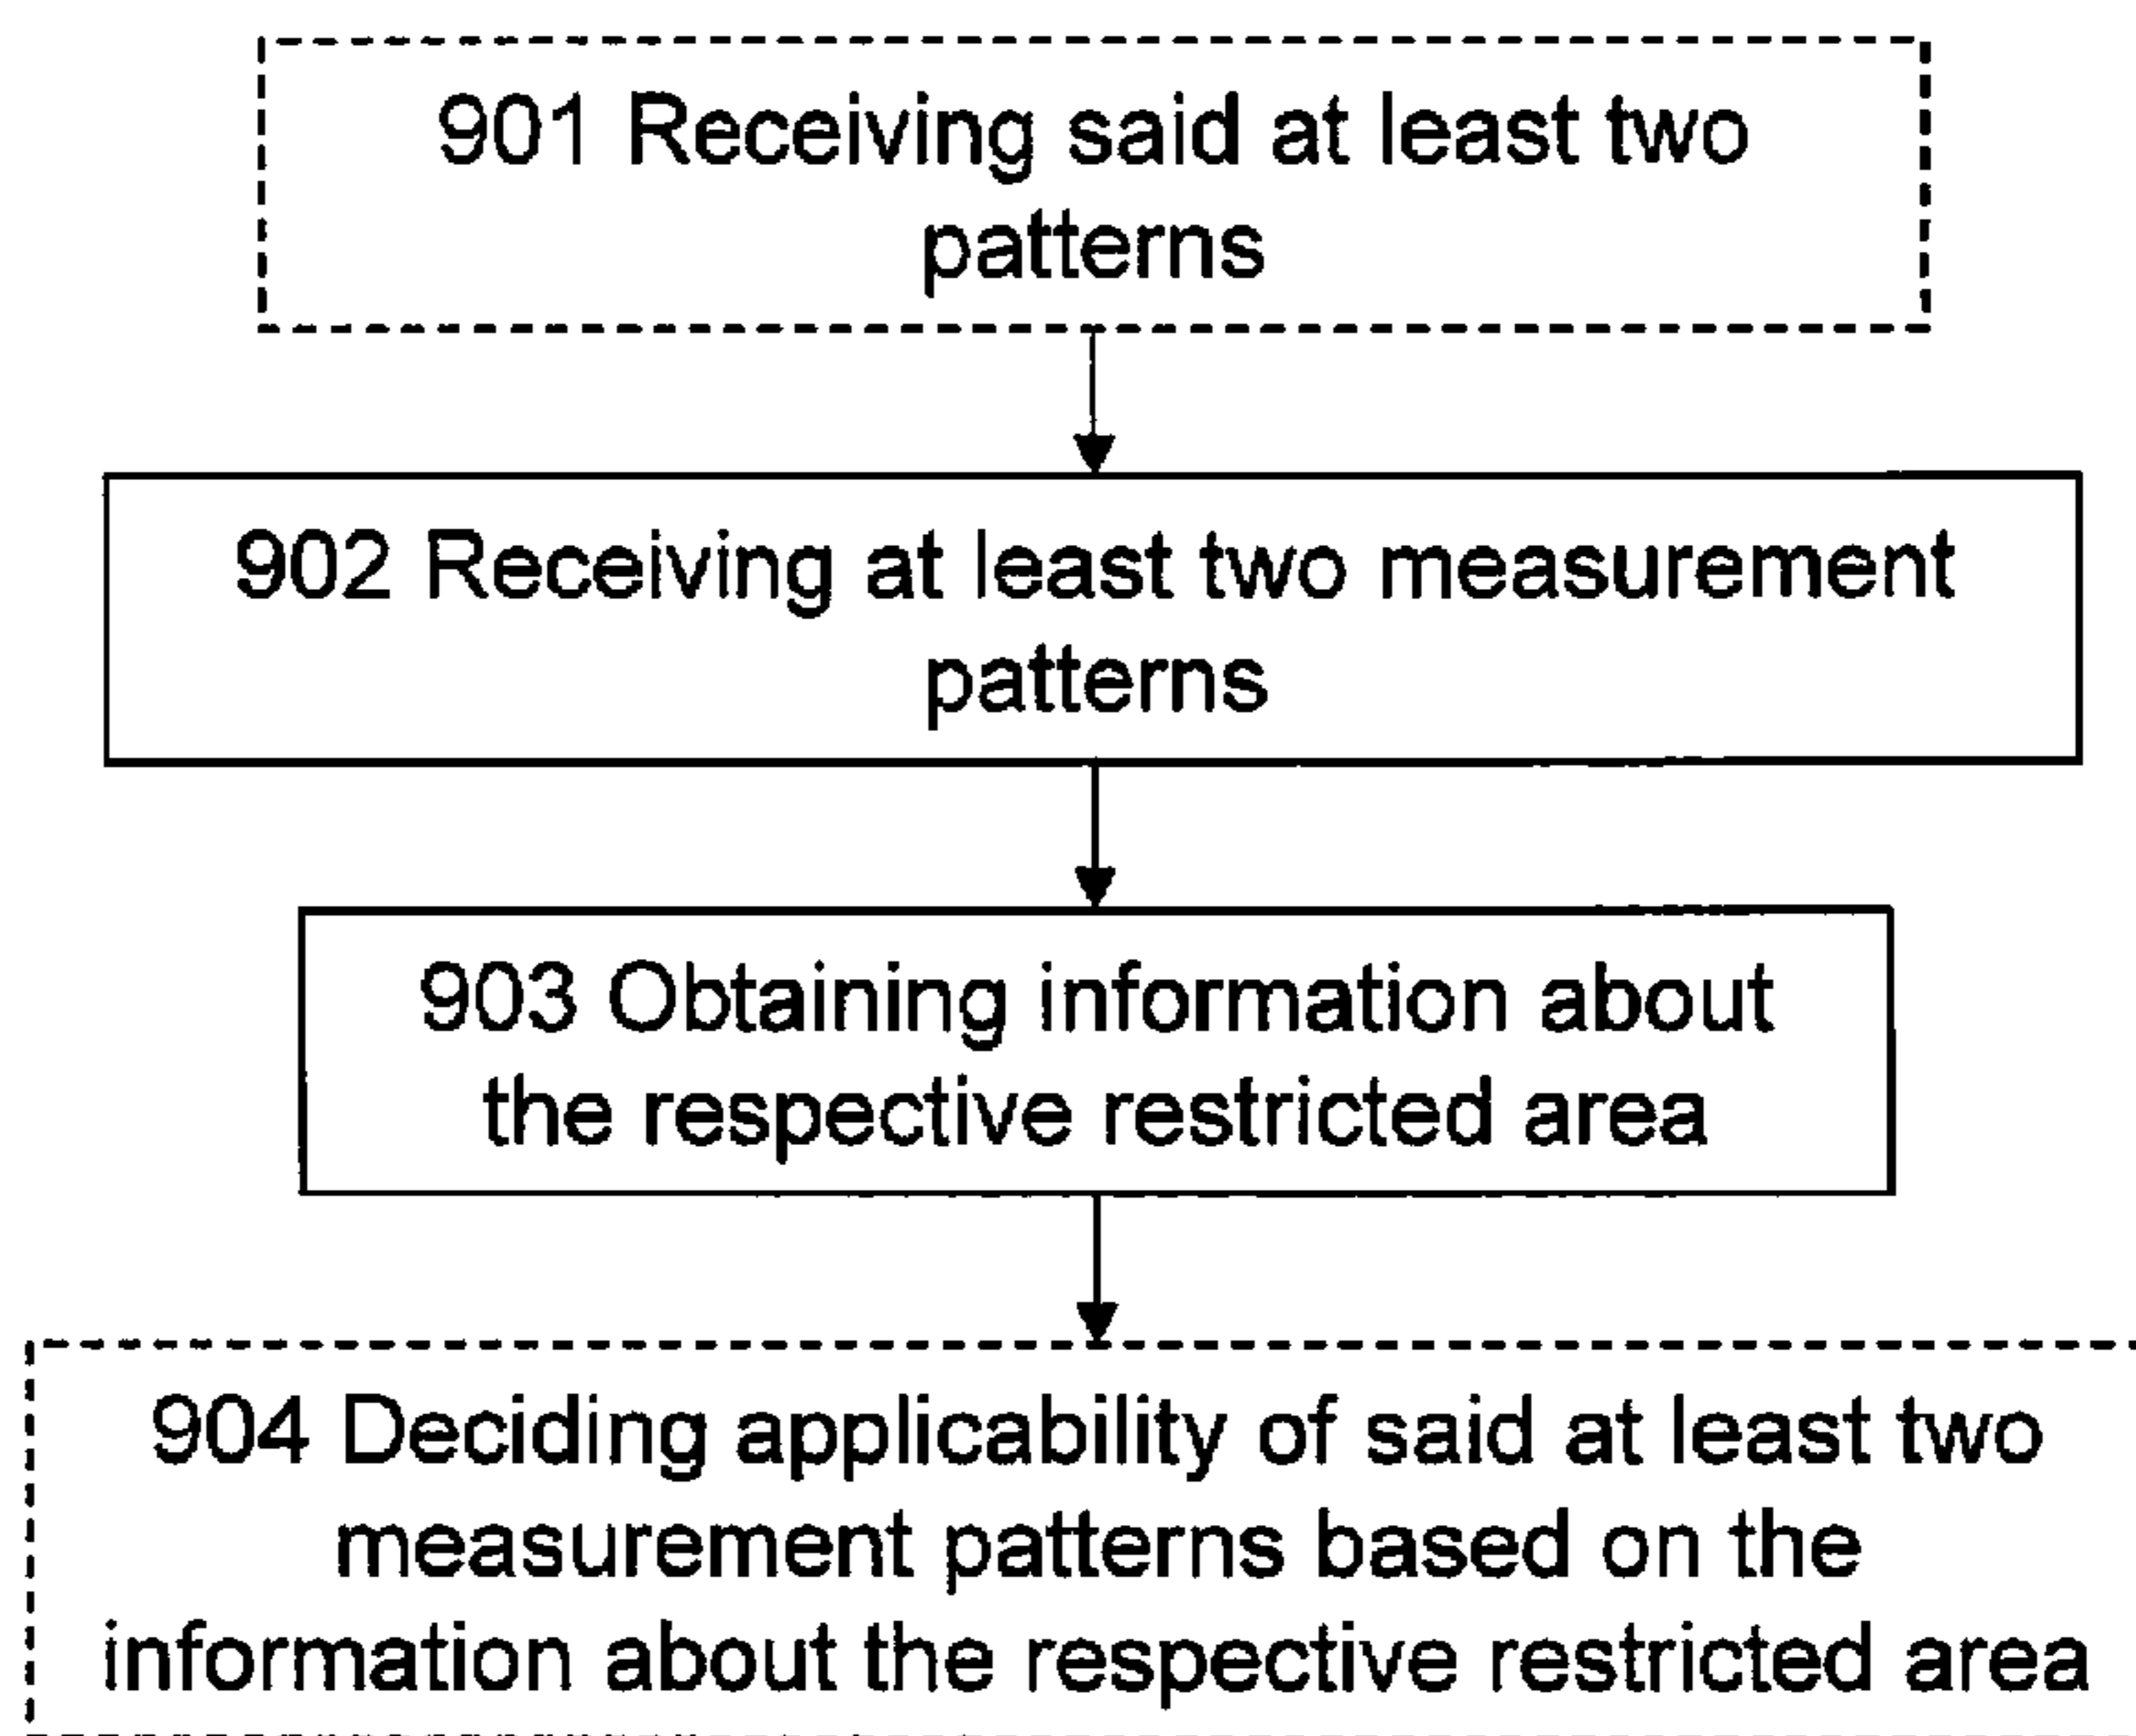 901 Receiving said at least two
patterns
902 Receiving at least two measurement
patterns
903 Obtaining information about
the respective restricted area
904 Deciding applicability of said at least two
measurement patterns based on the
information about the respective restricted area